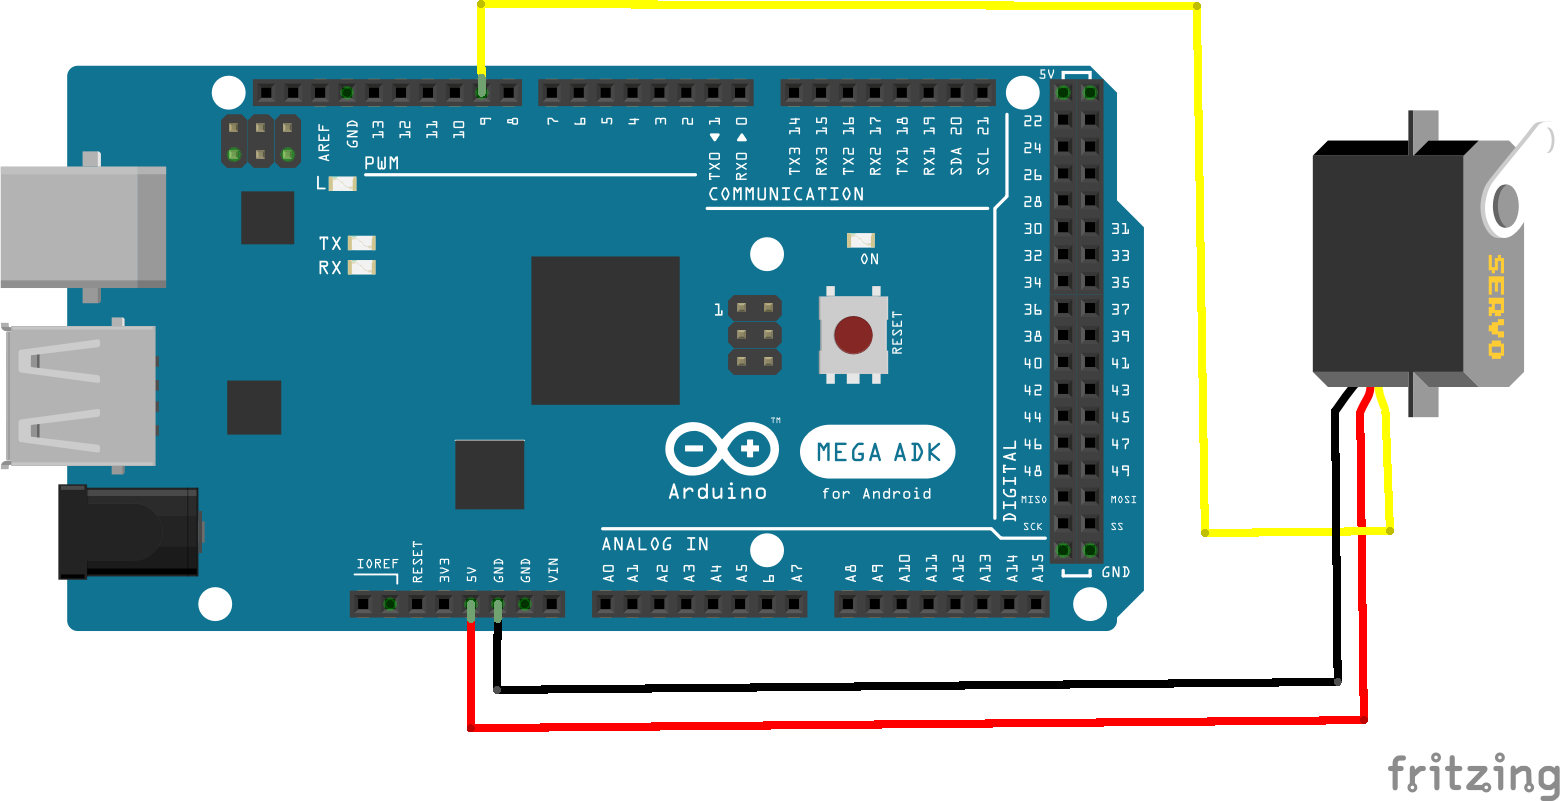 5V
AREF GND 13 12 11 10 9 8 7 6 5 4 3 2 TX0 1 RX0 0 TX3 14 RX3 15 TX2 16 RX2 17 TX1 18 RX1 19 SDA 20 SCL 21
PWM
L
COMMUNICATION
TX
RX
ON
1
RESET
22
24
26
28
30 31
32 33
34 35
36 37
38 39
40 41
42 43
44 45
46 47
48 49
MISO MOSI
SCK SS
DIGITAL
GND
SERVO
TM
MEGA ADK
Arduino
for Android
ANALOG IN
IOREF RESET 3V3 5V GND GND VIN A0 A1 A2 A3 A4 A5 6 A7 A8 A9 A10 A11 A12 A13 A14 A15
fritzing